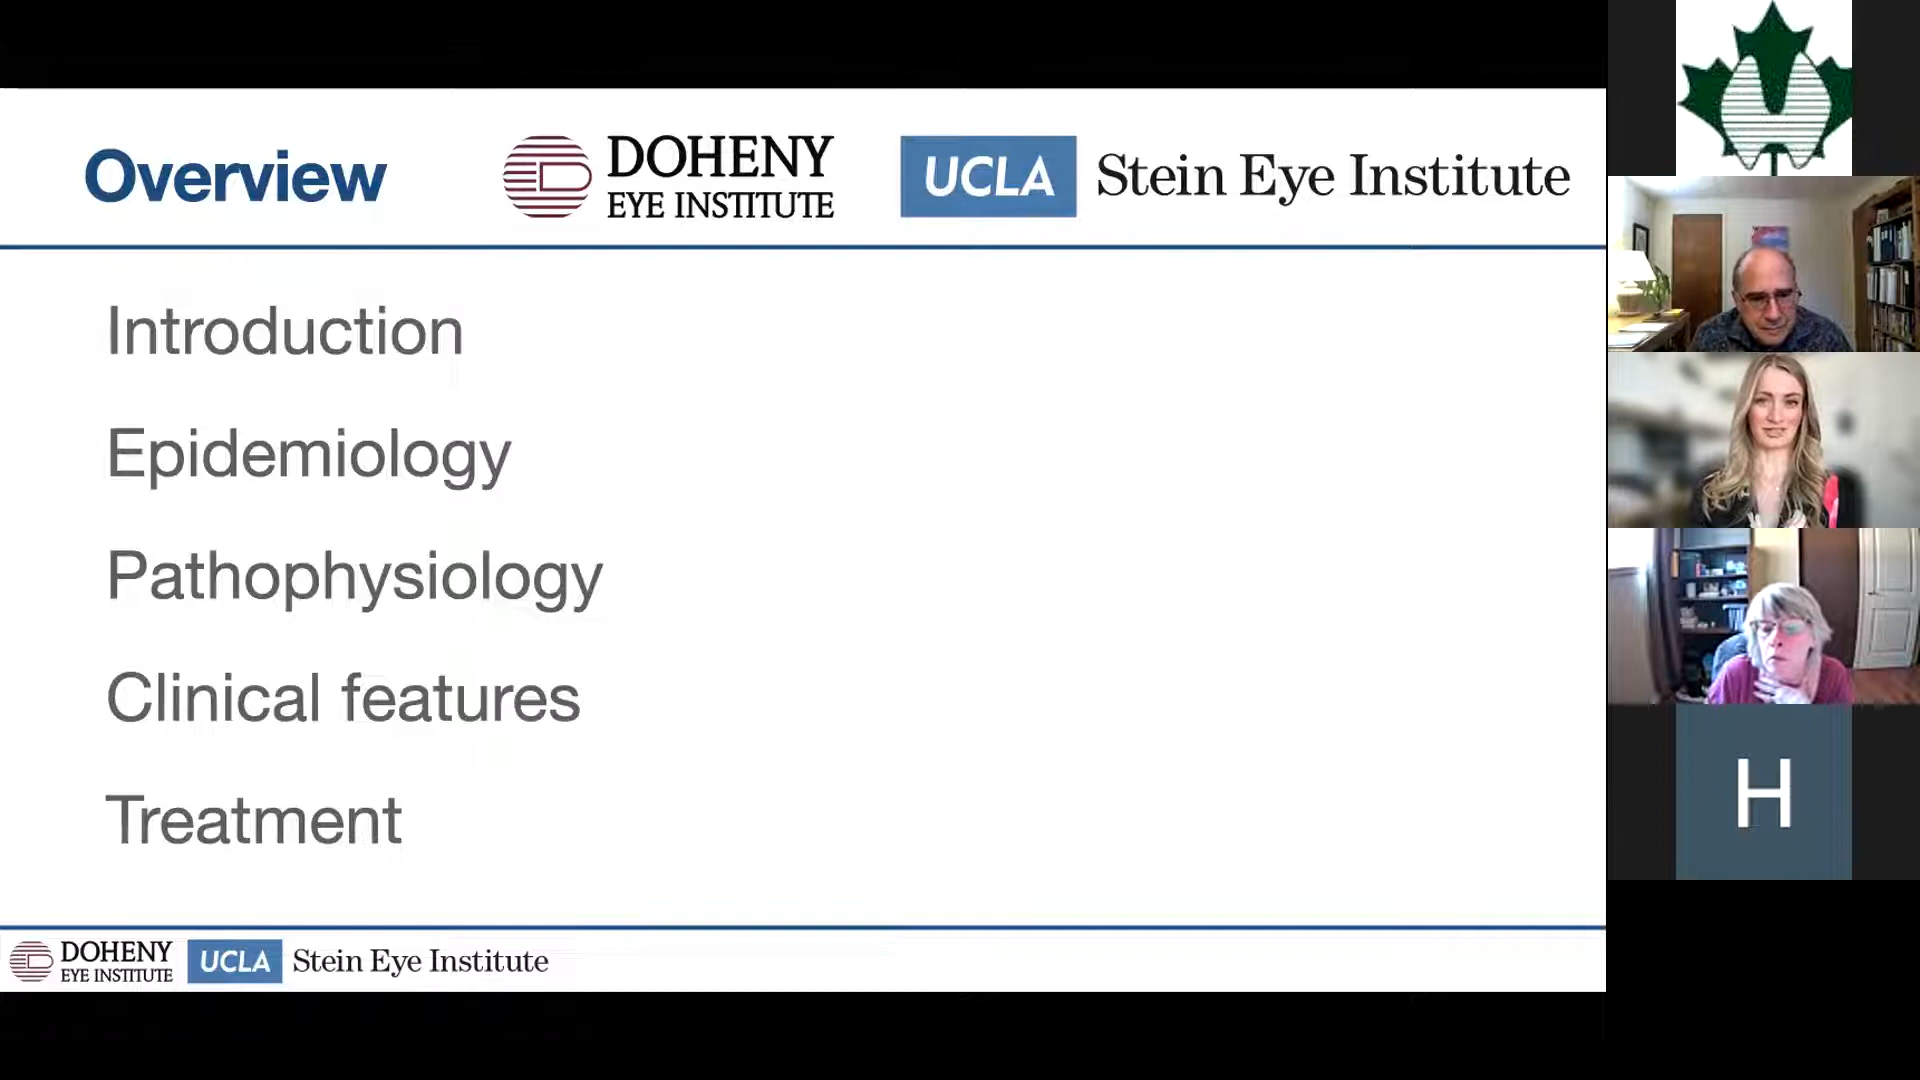 Overview
DOHENY
EYE INSTITUTE
UCLA Stein Eye Institute
Introduction
Epidemiology
Pathophysiology
Clinical features
Treatment
DOHENY
EYE INSTITUTE
UCLA Stein Eye Institute
H